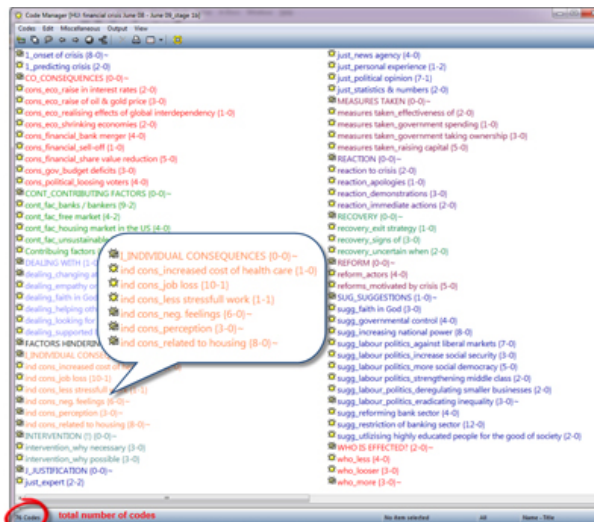 Code Manager [HU: financial crisis June 08 - June 09_stage 1b]
Codes Edit Miscellaneous Output View
1_onset of crisis {8-0}~
1_predicting crisis {2-0}
CO_CONSEQUENCES {0-0}~
cons_eco_raise in interest rates {2-0}
cons_eco_raise of oil & gold price {3-0}
cons_eco_realising effects of global interdependency {1-0}
cons_eco_shrinking economies {2-0}
cons_financial_bank merger {4-0}
cons_financial_sell-off {1-0}
cons_financial_share value reduction {5-0}
cons_gov_budget deficits {3-0}
cons_political_loosing voters {4-0}
CONT_CONTRIBUTING FACTORS {0-0}~
cont_fac_banks / bankers {9-2}
cont_fac_free market {4-2}
cont_fac_housing market in the US {4-0}
cont_fac_unsustainable
Contribuing factors
DEALING WITH {1-0}
dealing_changing at
dealing_empathy
dealing_faith in God
dealing_helping oth
dealing_looking for
dealing_supported
FACTORS HINDERIN
I_INDIVIDUAL CONSEQ
ind cons_increased cost of
ind cons_job loss {10-1}
ind cons_less stressfull work {1-1}
ind cons_neg. feelings {6-0}~
ind cons_perception {3-0}~
ind cons_related to housing {8-0}~
INTERVENTION (!) {0-0}~
intervention_why necessary {3-0}
intervention_why possible {3-0}
J_JUSTIFICATION {0-0}~
just_expert {2-2}
just_news agency {4-0}
just_personal experience {1-2}
just_political opinion {7-1}
just_statistics & numbers {2-0}
MEASURES TAKEN {0-0}~
measures taken_effectiveness of {2-0}
measures taken_government spending {1-0}
measures taken_government taking ownership {3-0}
measures taken_raising capital {5-0}
REACTION {0-0}~
reaction to crisis {2-0}
reaction_apologies {1-0}
reaction_demonstrations {3-0}
reaction_immediate actions {2-0}
RECOVERY {0-0}~
recovery_exit strategy {1-0}
recovery_signs of {3-0}
recovery_uncertain when {2-0}
REFORM {0-0}~
reform_actors {4-0}
reforms_motivated by crisis {5-0}
SUG_SUGGESTIONS {1-0}~
sugg_faith in God {3-0}
sugg_governmental control {4-0}
sugg_increasing national power {8-0}
sugg_labour politics_against liberal markets {7-0}
sugg_labour politics_increase social security {3-0}
sugg_labour politics_more social democracy {5-0}
sugg_labour politics_strengthening middle class {2-0}
sugg_labour_politics_deregulating smaller businesses {2-0}
sugg_labour_politics_eradicating inequality {3-0}~
sugg_reforming bank sector {4-0}
sugg_restriction of banking sector {12-0}
sugg_utlizising highly educated people for the good of society {2-0}
WHO IS EFFECTED? {2-0}~
who_less {4-0}
who_looser {3-0}
who_more {3-0}~
I_INDIVIDUAL CONSEQUENCES {0-0}~
ind cons_increased cost of health care {1-0}
ind cons_job loss {10-1}
ind cons_less stressfull work {1-1}
ind cons_neg. feelings {6-0}~
ind cons_perception {3-0}~
ind cons_related to housing {8-0}~
76 Codes
total number of codes
No item selected
All
Name - Title